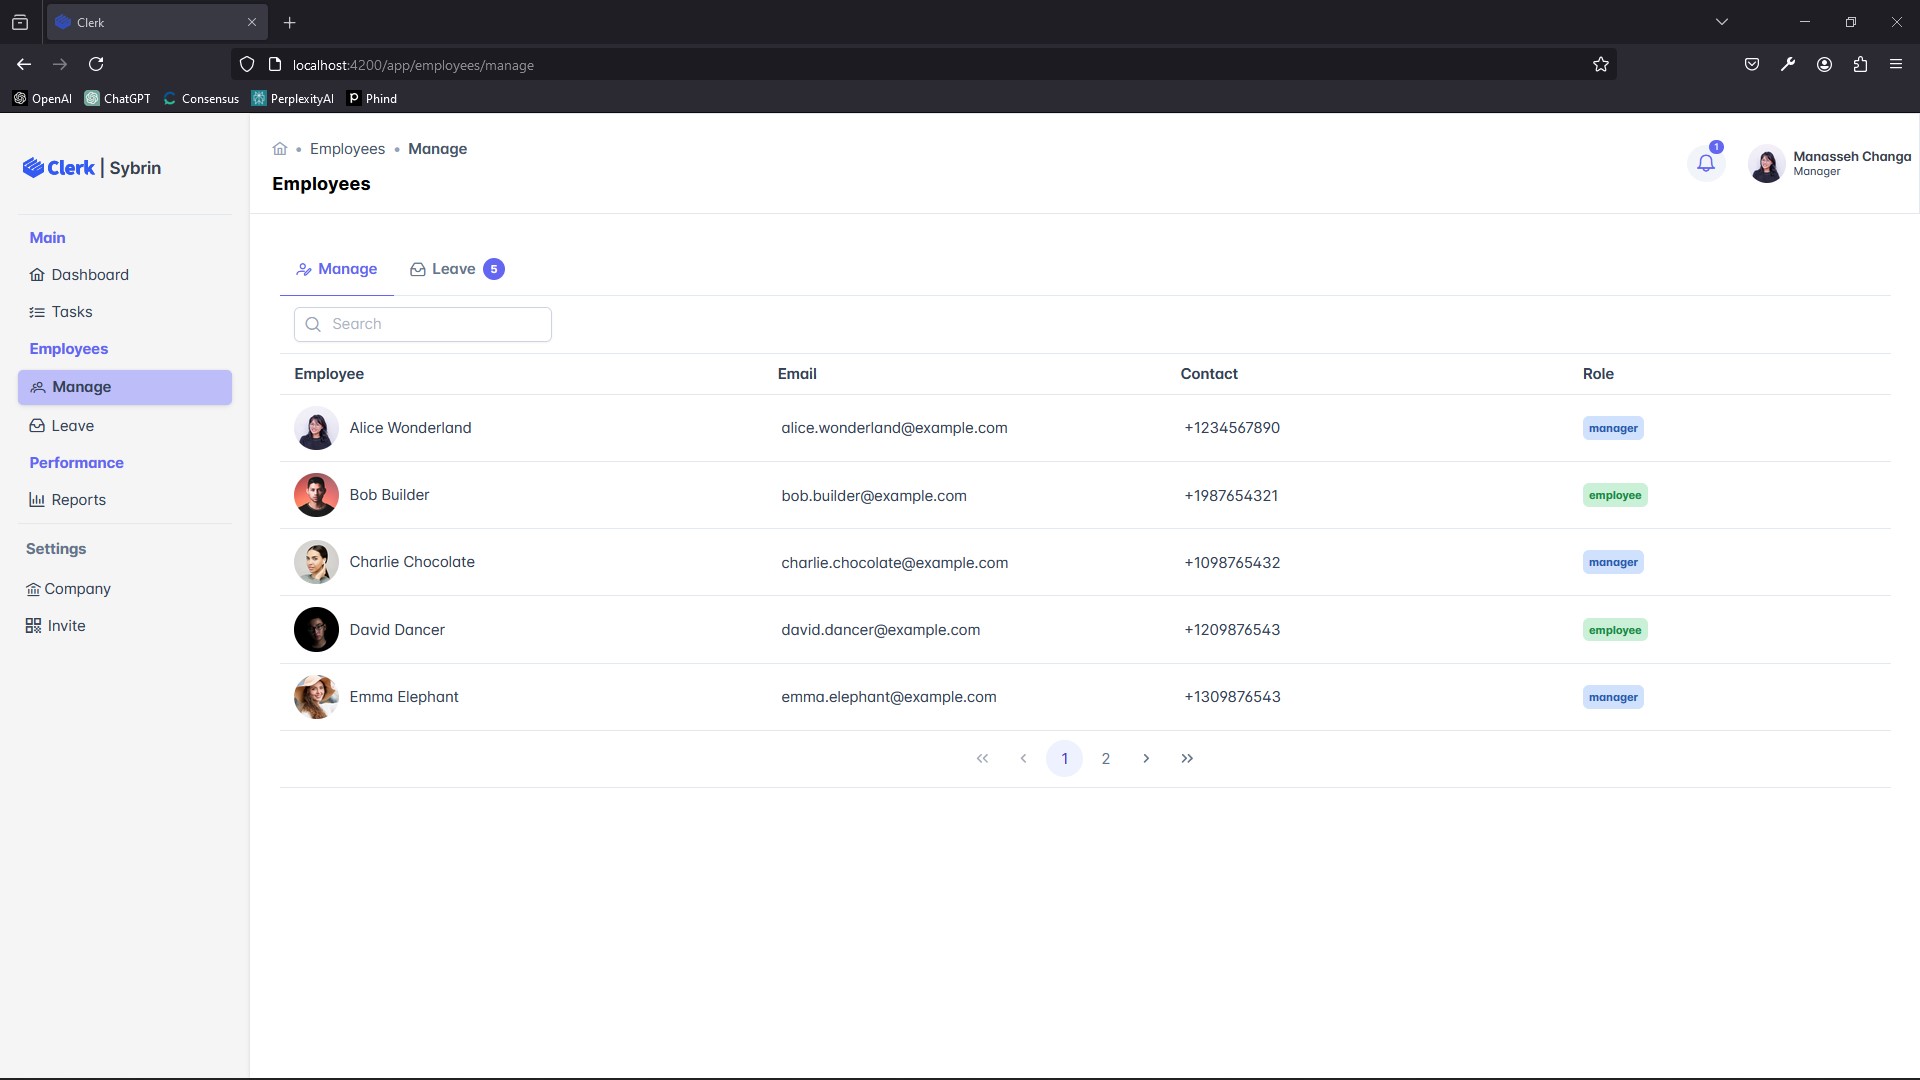 Clerk
localhost:4200/app/employees/manage
OpenAI ChatGPT Consensus PerplexityAI Phind
Clerk | Sybrin
Main
Dashboard
Tasks
Employees
Manage
Leave
Performance
Reports
Settings
Company
Invite
Employees • Manage
Employees
1
Manasseh Changa
Manager
Manage Leave 5
Search
Employee Email Contact Role
Alice Wonderland alice.wonderland@example.com +1234567890 manager
Bob Builder bob.builder@example.com +1987654321 employee
Charlie Chocolate charlie.chocolate@example.com +1098765432 manager
David Dancer david.dancer@example.com +1209876543 employee
Emma Elephant emma.elephant@example.com +1309876543 manager
« ‹ 1 2 › »